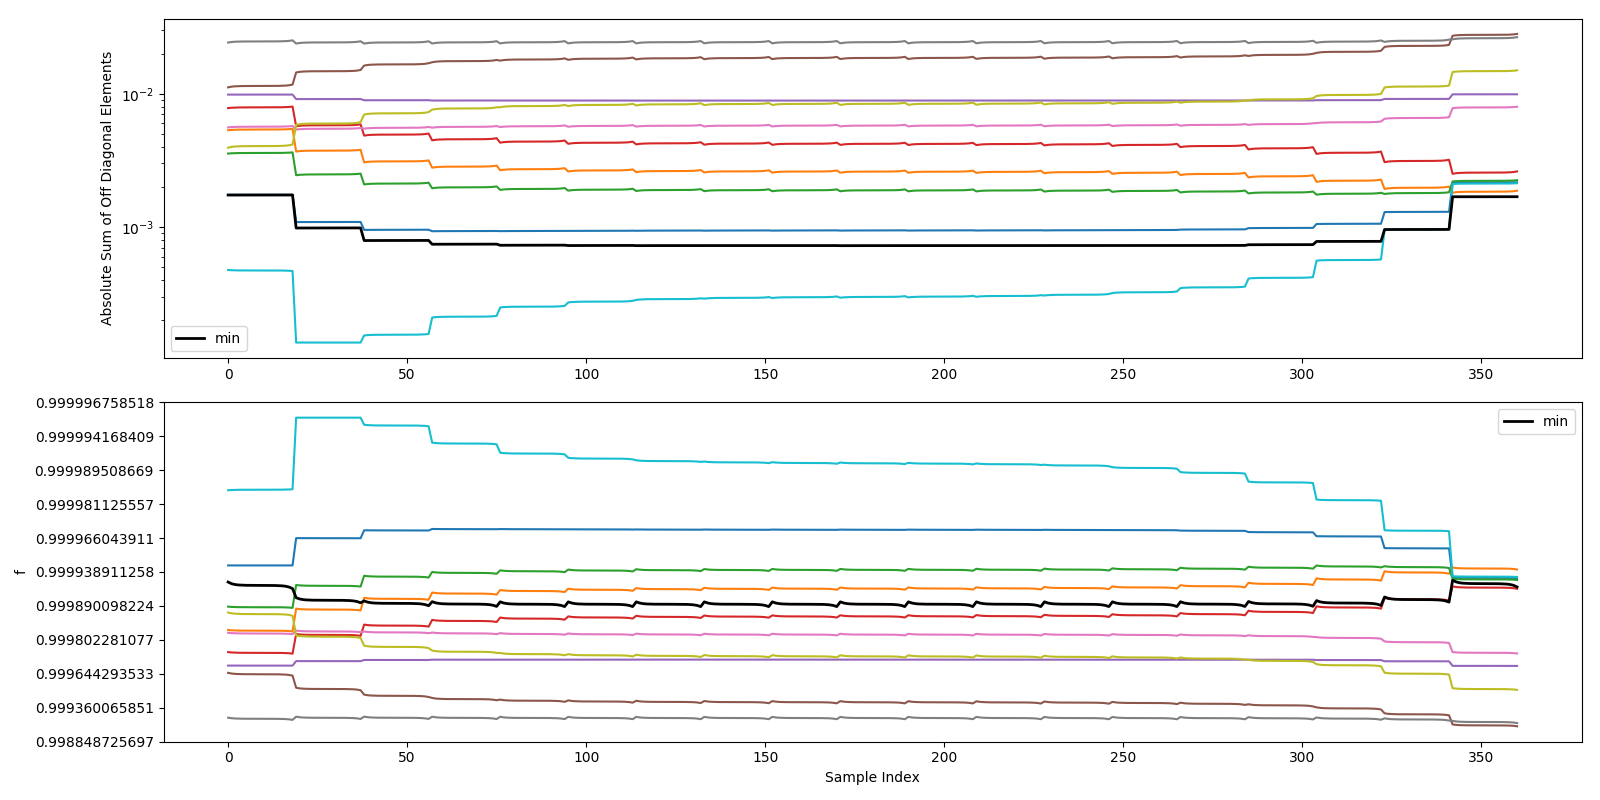 Absolute Sum of Off Diagonal Elements
10⁻²
10⁻³
min
0 50 100 150 200 250 300 350
f
0.999996758518
0.999994168409
0.999989508669
0.999981125557
0.999966043911
0.999938911258
0.999890098224
0.999802281077
0.999644293533
0.999360065851
0.998848725697
min
0 50 100 150 200 250 300 350
Sample Index